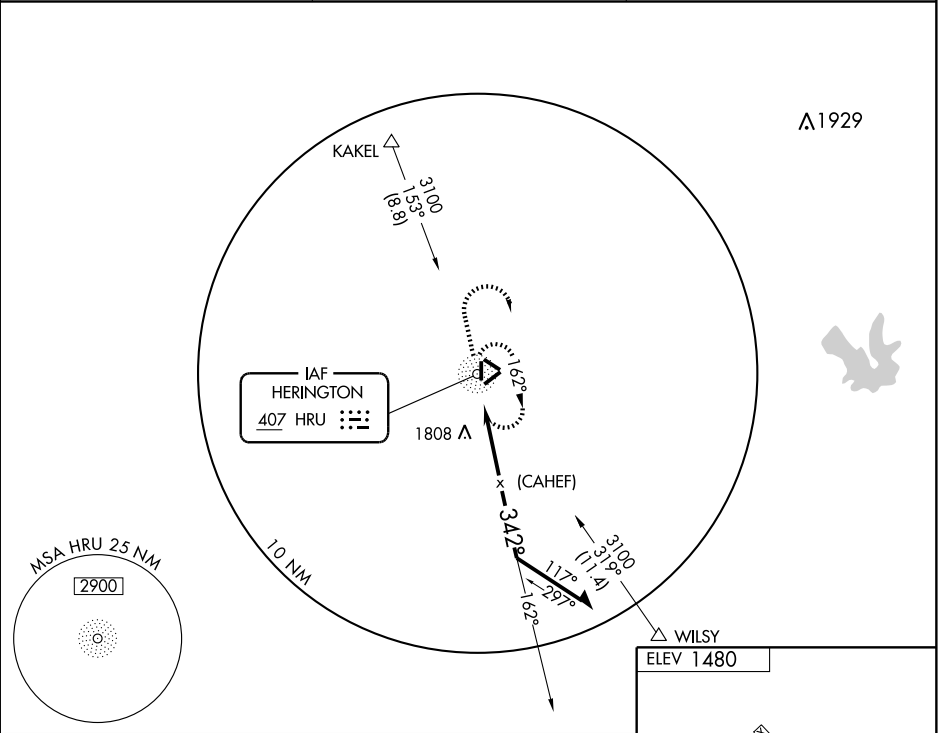 1929
KAKEL
3100
153°
(8.8)
IAF
HERINGTON
407 HRU
162°
1808
(CAHEF)
342°
10 NM
3100
319°
(11.4)
117°
297°
162°
MSA HRU 25 NM
2900
WILSY
ELEV 1480